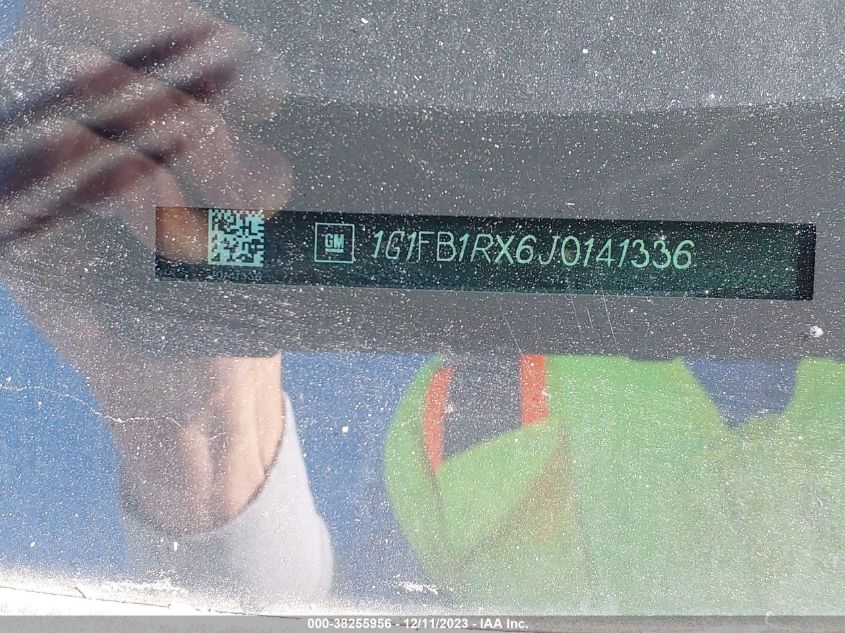 GM 1G1FB1RX6J0141336
000-38255956 - 12/11/2023 - IAA Inc.